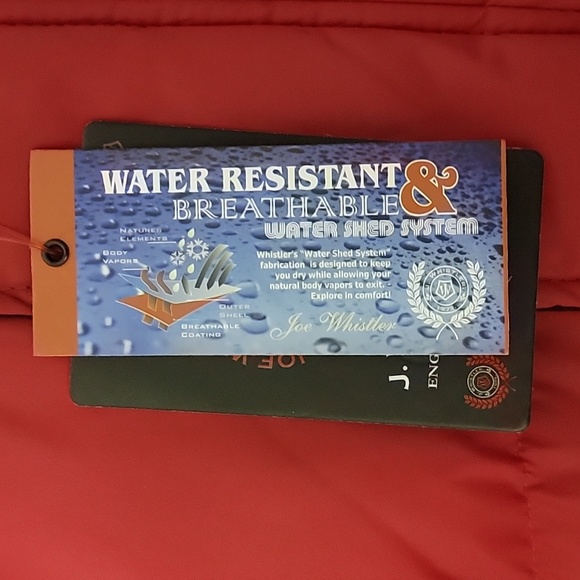 WATER RESISTANT
&
BREATHABLE
WATER SHED SYSTEM
NATURES
ELEMENTS
BODY
VAPORS
OUTER
SHELL
BREATHABLE
COATING
Whistler's "Water Shed System"
fabrication is designed to keep
you dry while allowing your
natural body vapors to exit. -
Explore in comfort!
Joe Whistler
J.
ENG